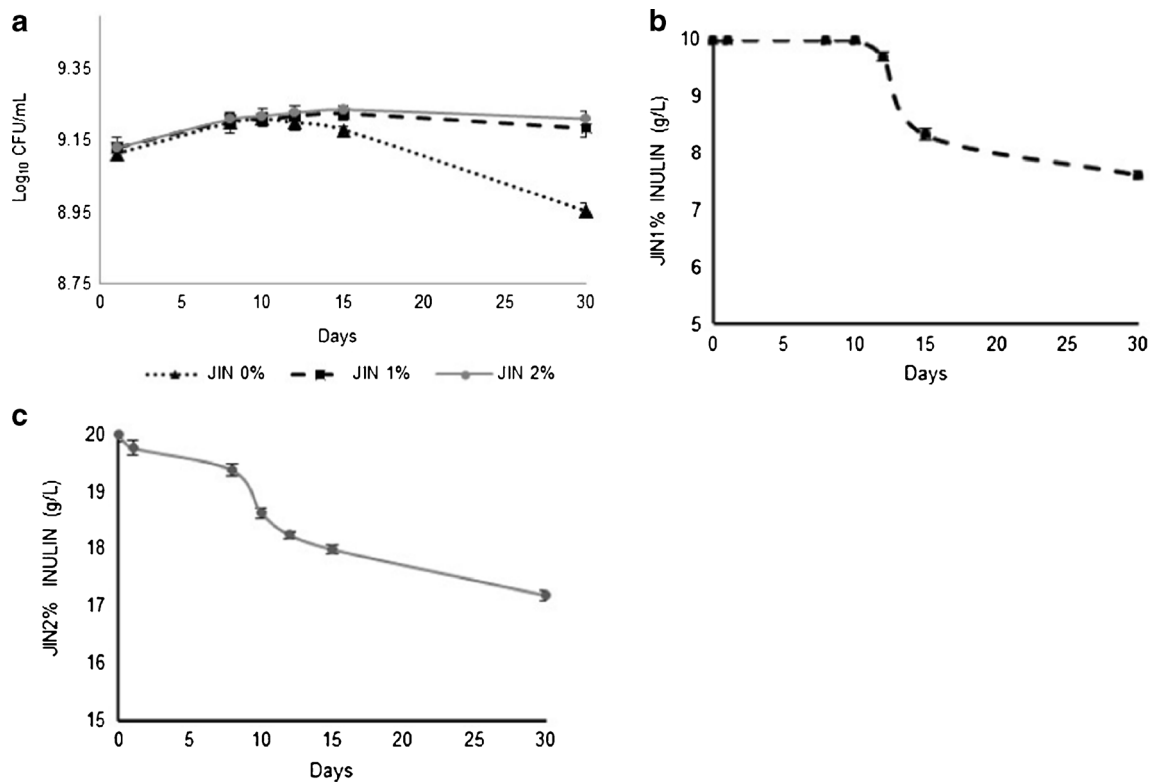 a
Log10 CFU/mL
9.35
9.15
8.95
8.75
0 5 10 15 20 25 30
Days
JIN 0% JIN 1% JIN 2%
b
JIN1% INULIN (g/L)
10
9
8
7
6
5
0 5 10 15 20 25 30
Days
c
JIN2% INULIN (g/L)
20
19
18
17
16
15
0 5 10 15 20 25 30
Days